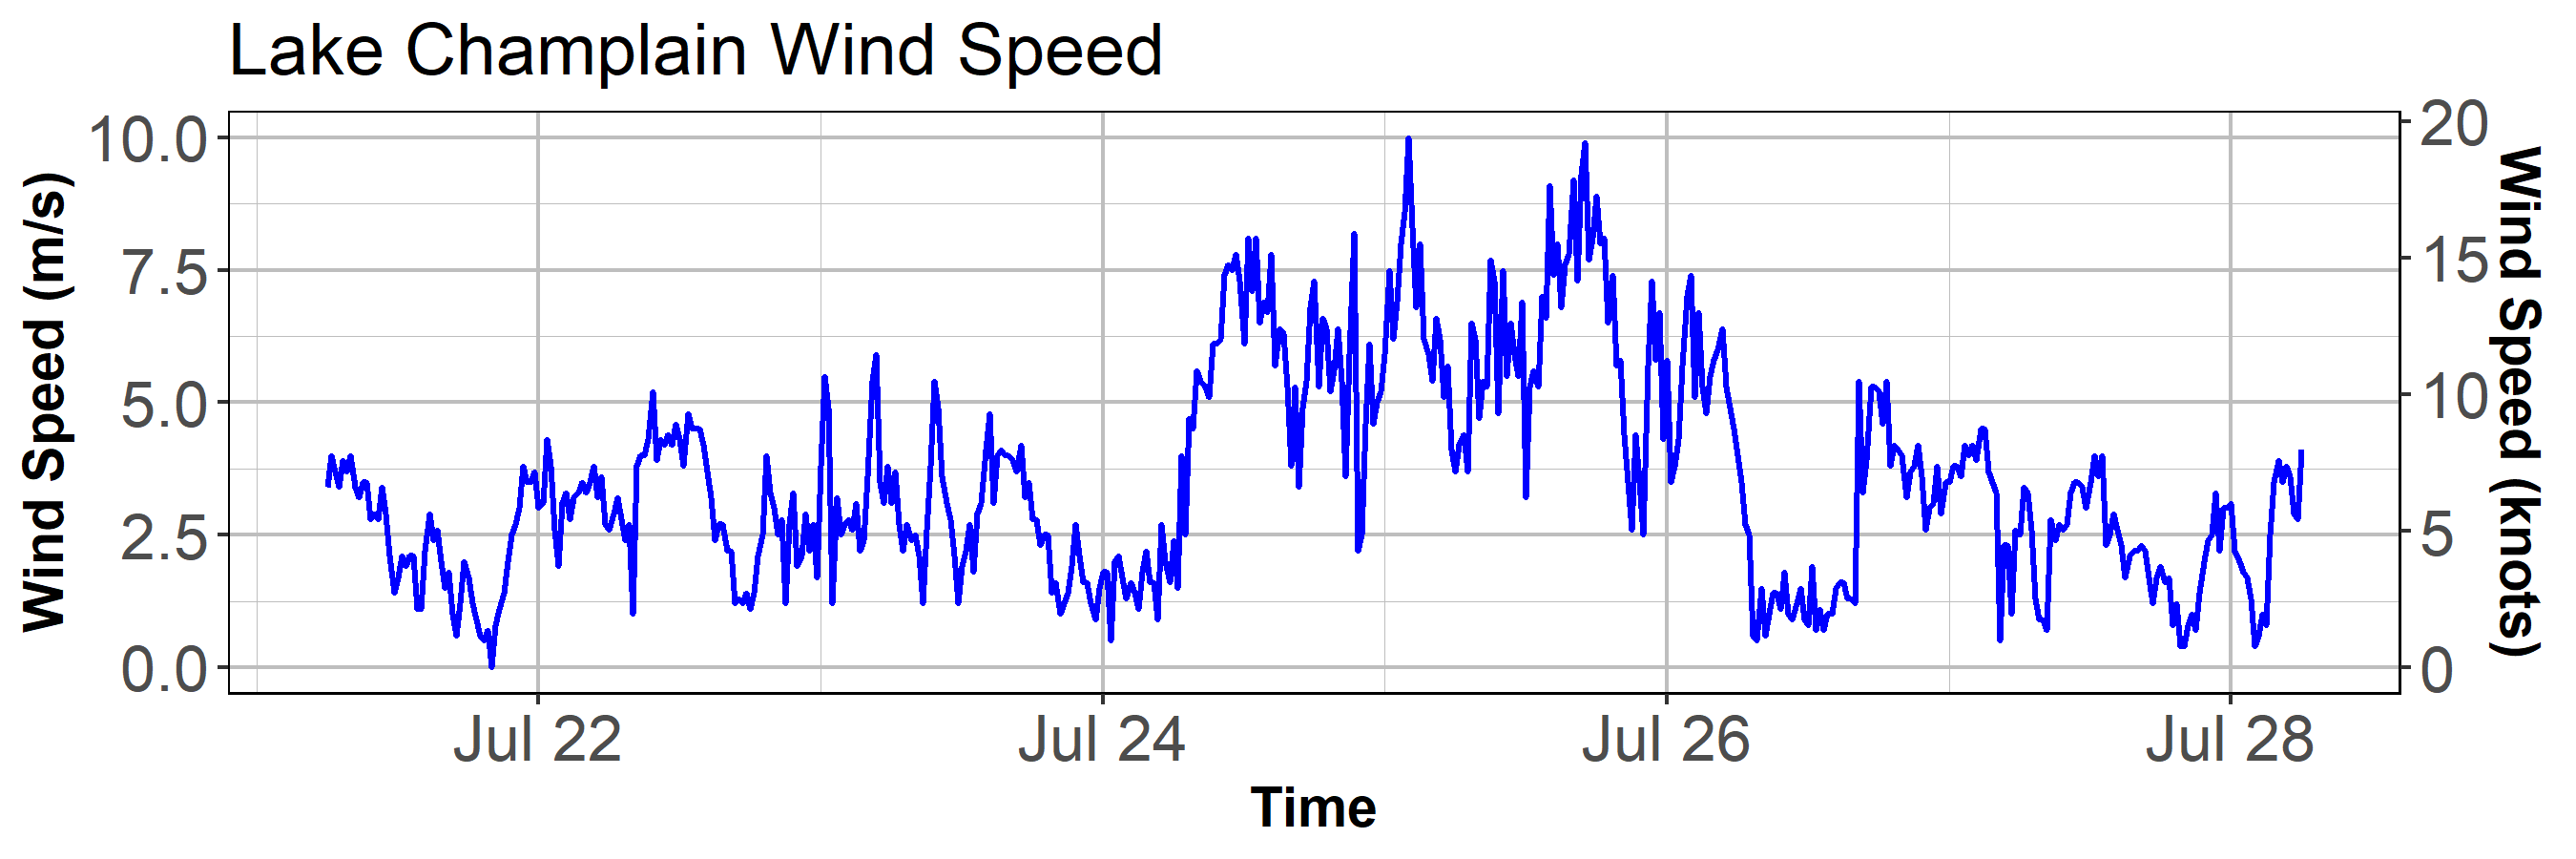 Lake Champlain Wind Speed
Wind Speed (m/s)
10.0
7.5
5.0
2.5
0.0
20
15
10
5
0
Wind Speed (knots)
Jul 22
Jul 24
Jul 26
Jul 28
Time